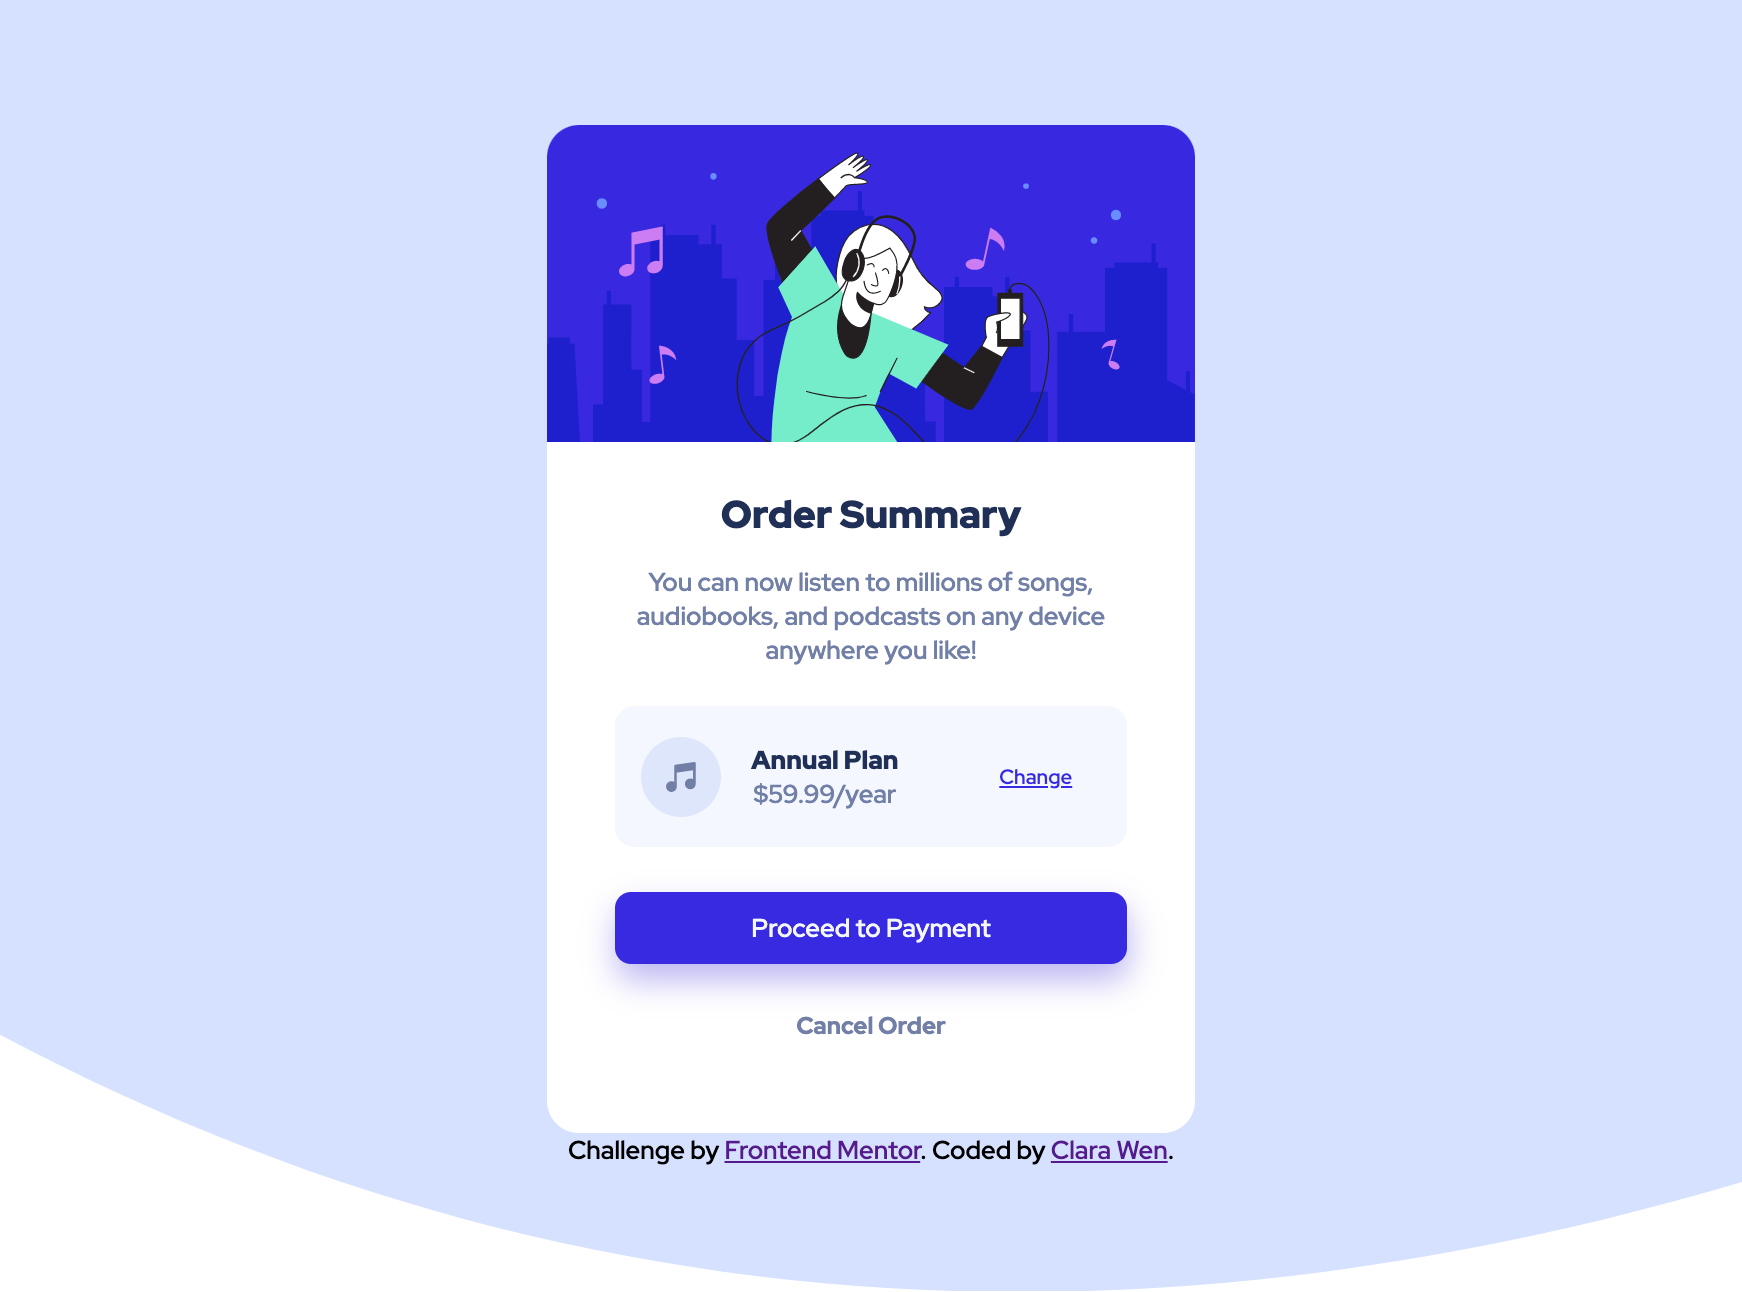 Order Summary
You can now listen to millions of songs,
audiobooks, and podcasts on any device
anywhere you like!
Annual Plan
$59.99/year
Change
Proceed to Payment
Cancel Order
Challenge by Frontend Mentor. Coded by Clara Wen.